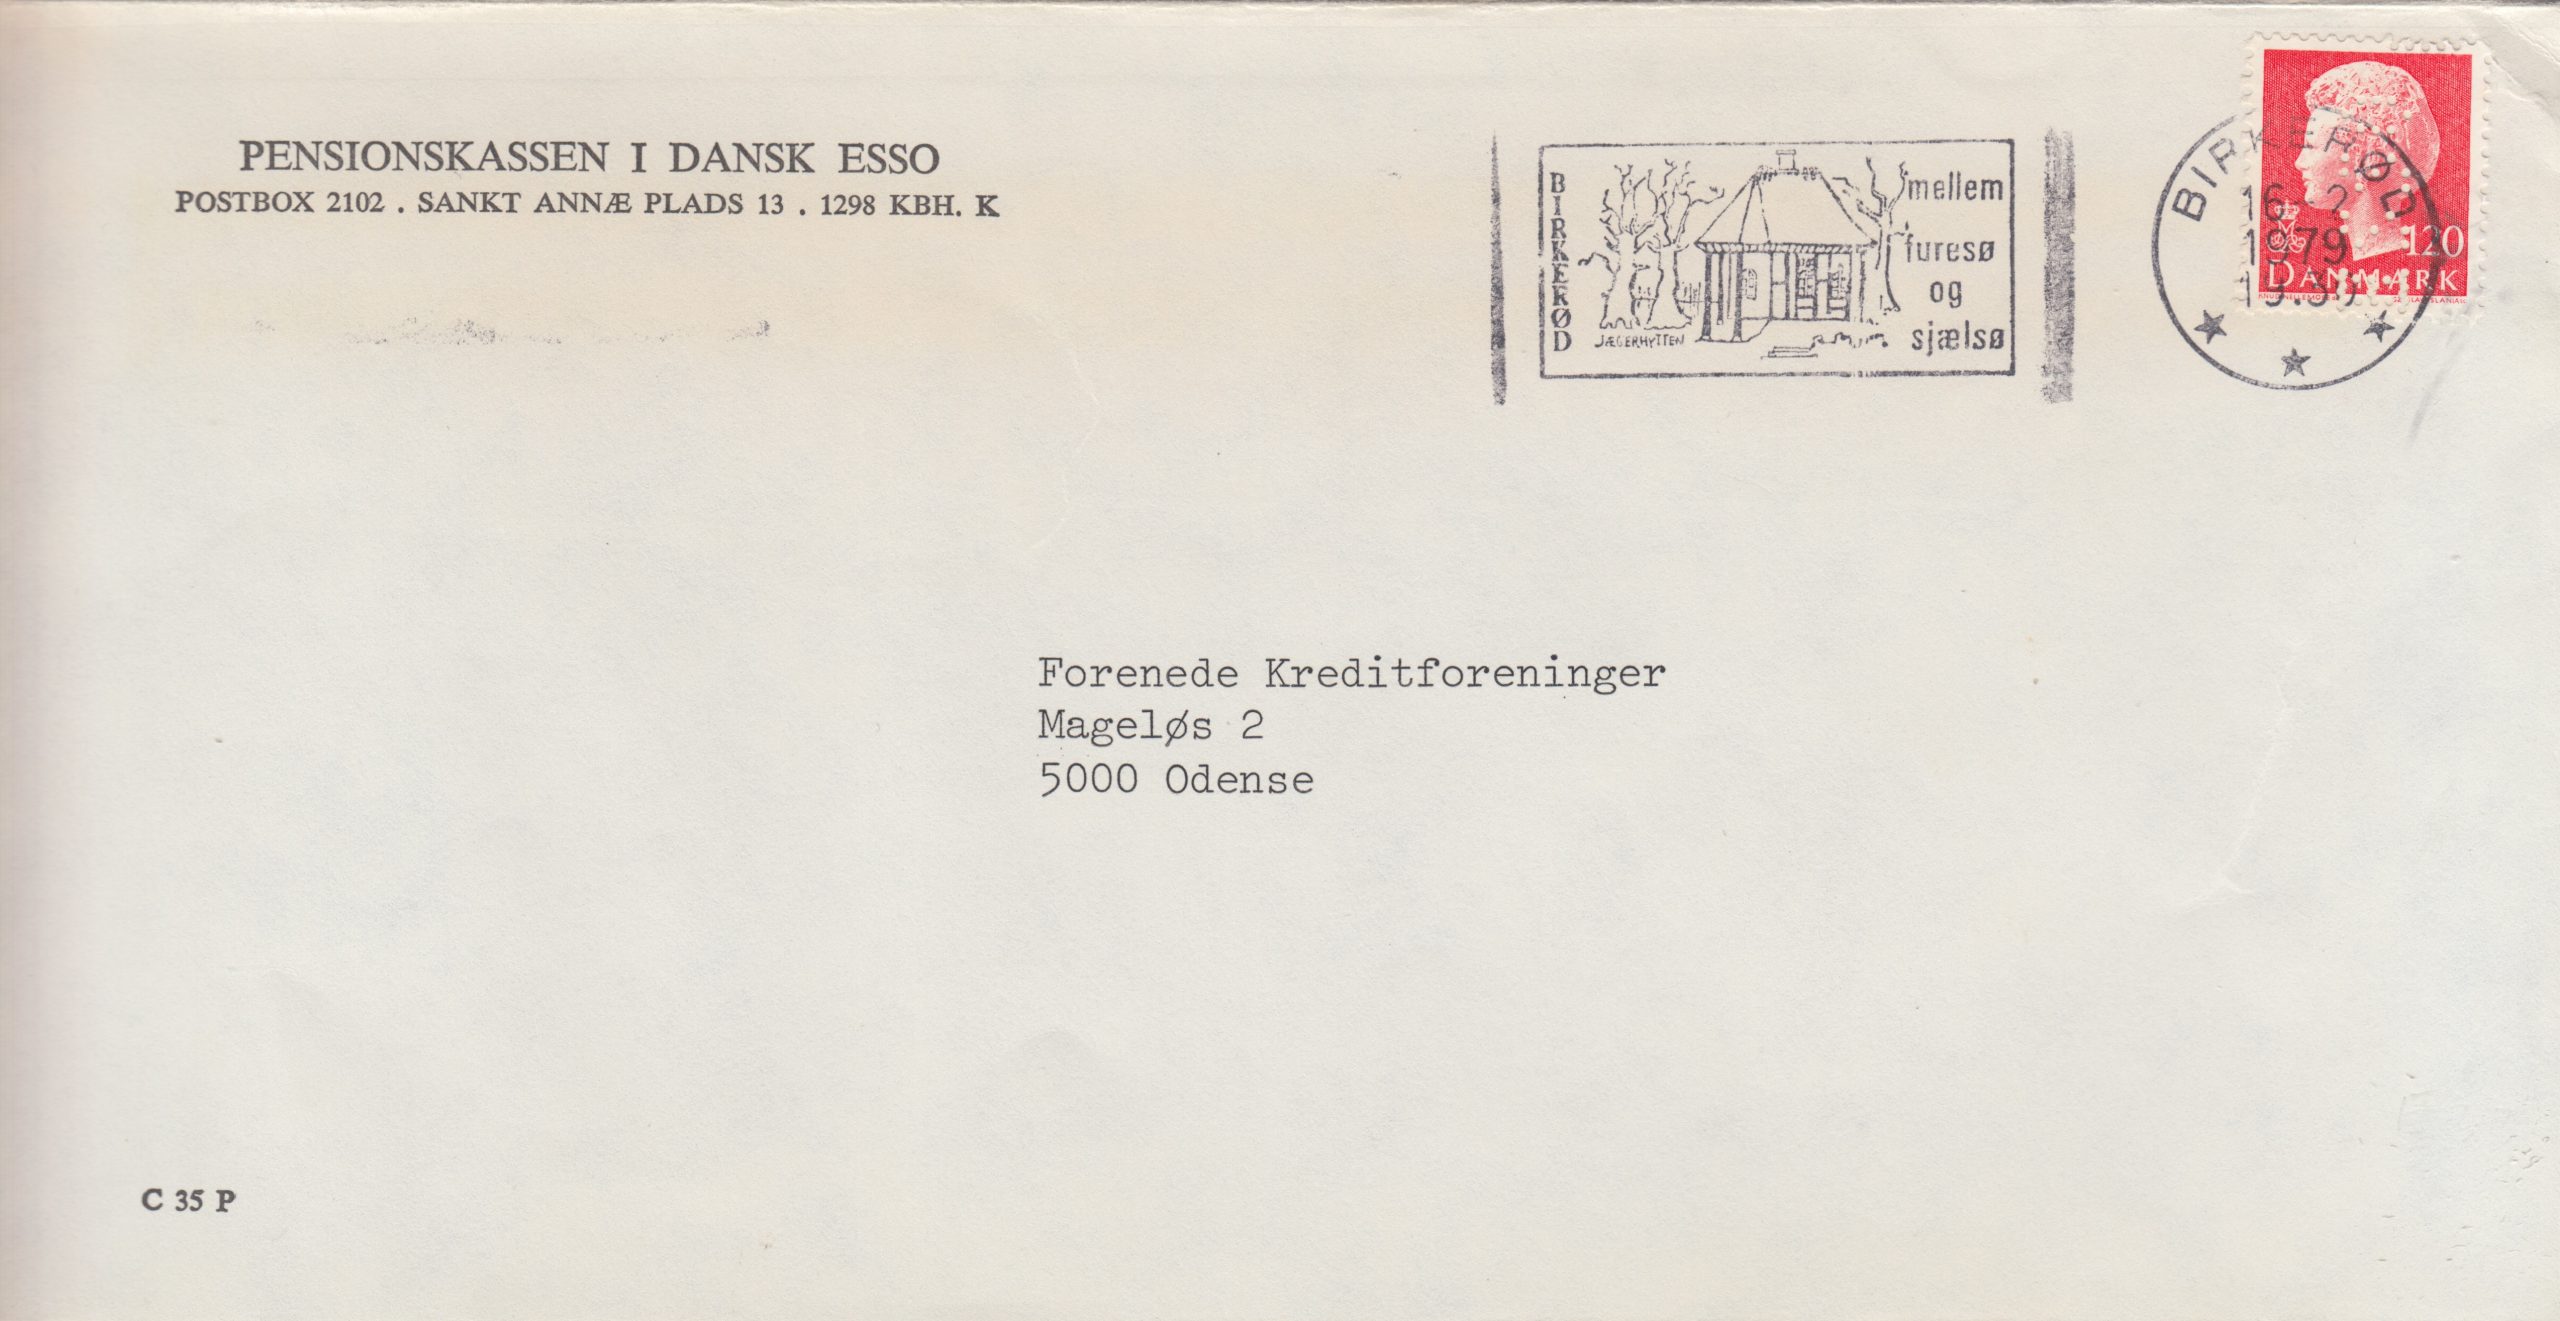 PENSIONSKASSEN I DANSK ESSO
POSTBOX 2102 . SANKT ANNÆ PLADS 13 . 1298 KBH. K
BIRKERØD
mellem
furesø
og
sjælsø
JÆGERHYTTEN
BIRKERØD
16-2
1979
120
DANMARK
Forenede Kreditforeninger
Mageløs 2
5000 Odense
C 35 P